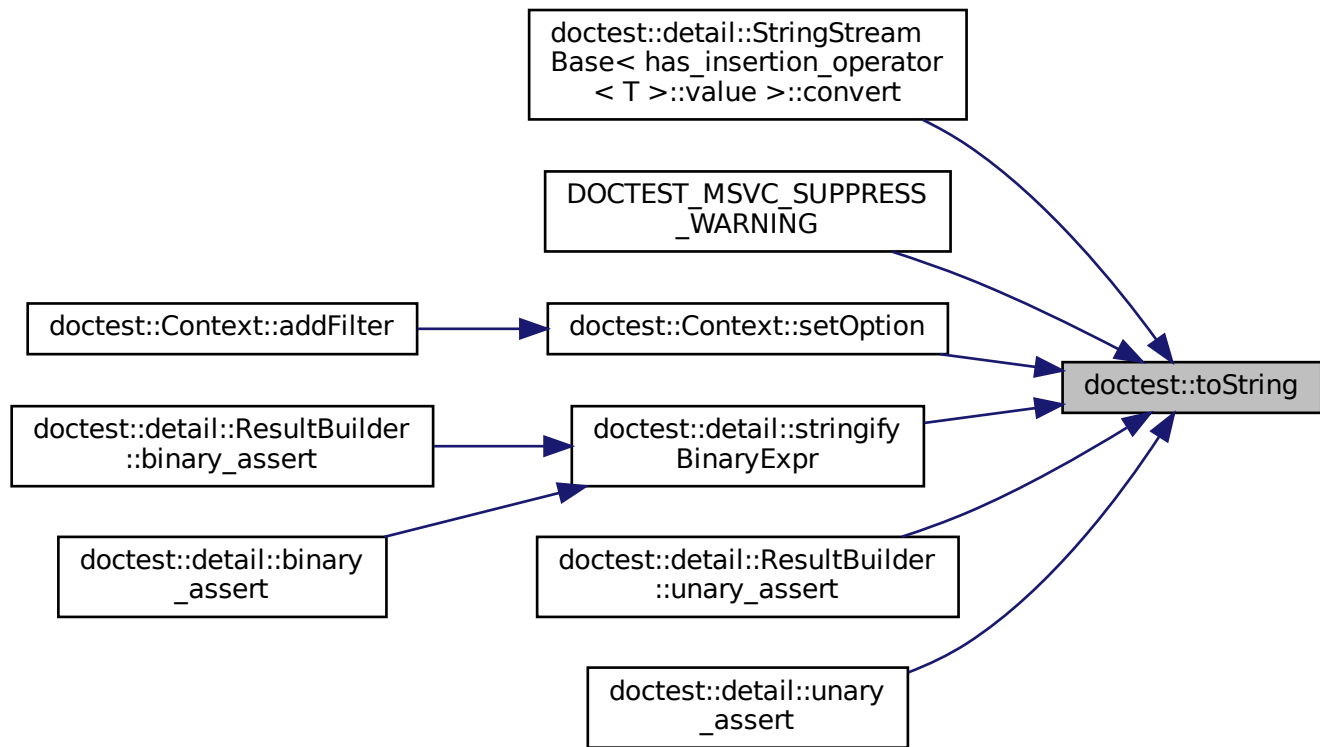 doctest::detail::StringStream
Base< has_insertion_operator
< T >::value >::convert
DOCTEST_MSVC_SUPPRESS
_WARNING
doctest::Context::addFilter
doctest::Context::setOption
doctest::toString
doctest::detail::ResultBuilder
::binary_assert
doctest::detail::stringify
BinaryExpr
doctest::detail::binary
_assert
doctest::detail::ResultBuilder
::unary_assert
doctest::detail::unary
_assert